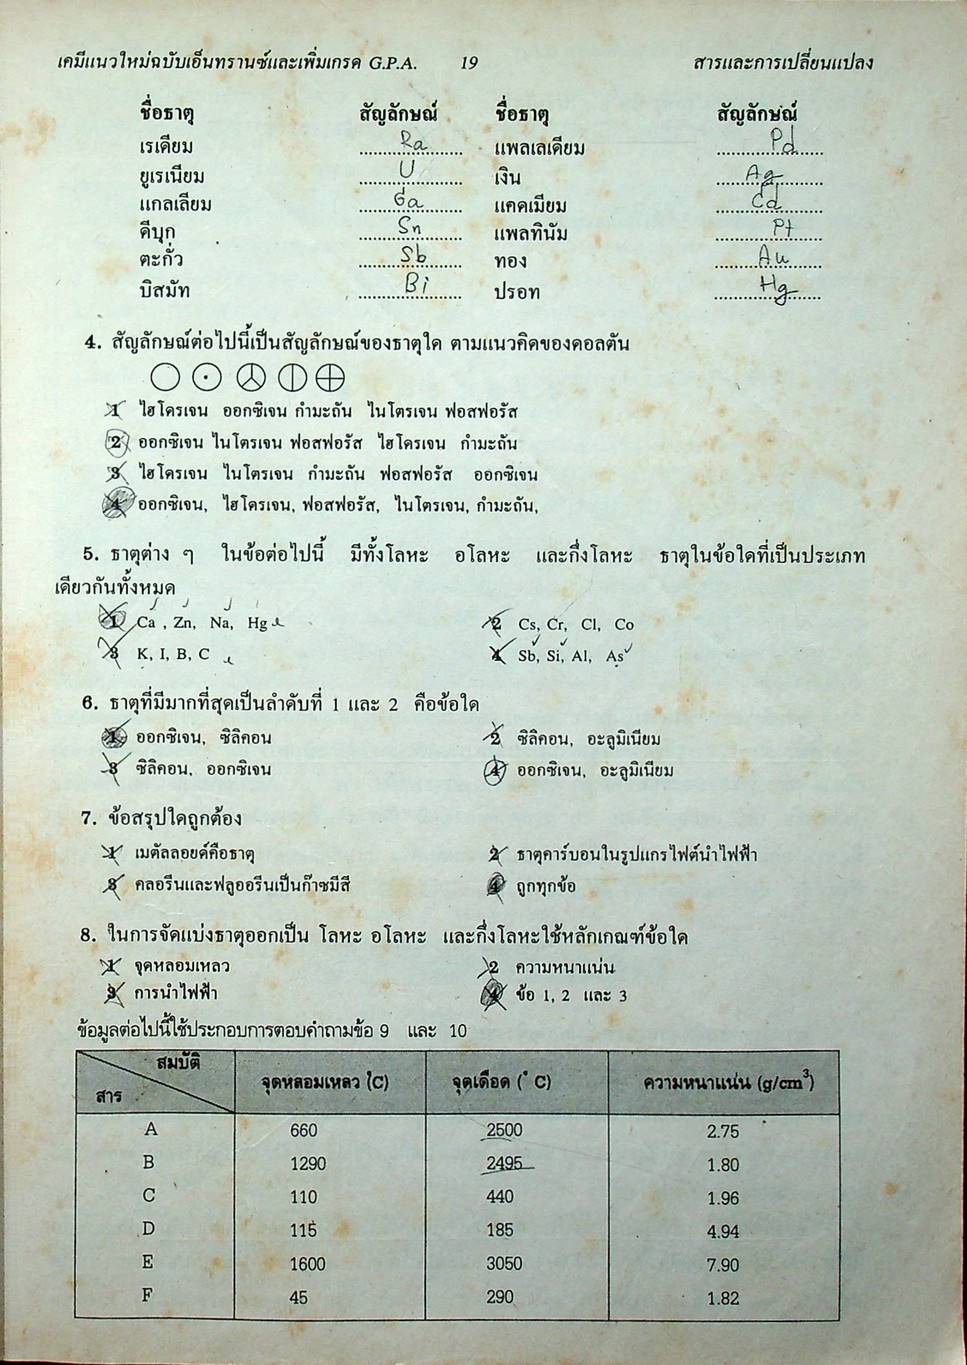 เคมีแนวใหม่ฉบับเอ็นทรานซ์และเพิ่มเกรด G.P.A. 19 สารและการเปลี่ยนแปลง
ชื่อธาตุ สัญลักษณ์ ชื่อธาตุ สัญลักษณ์
เรเดียม Ra แพลเลเดียม Pd
ยูเรเนียม U เงิน Ag
แกลเลียม Ga แคดเมียม Cd
ดีบุก Sn แพลทินัม Pt
ตะกั่ว Sb ทอง Au
บิสมัท Bi ปรอท Hg
4. สัญลักษณ์ต่อไปนี้เป็นสัญลักษณ์ของธาตุใด ตามแนวคิดของดอลตัน
1 ไฮโดรเจน ออกซิเจน กำมะถัน ไนโตรเจน ฟอสฟอรัส
2 ออกซิเจน ไนโตรเจน ฟอสฟอรัส ไฮโดรเจน กำมะถัน
3 ไฮโดรเจน ไนโตรเจน กำมะถัน ฟอสฟอรัส ออกซิเจน
4 ออกซิเจน, ไฮโดรเจน, ฟอสฟอรัส, ไนโตรเจน, กำมะถัน,
5. ธาตุต่าง ๆ ในข้อต่อไปนี้ มีทั้งโลหะ อโลหะ และกึ่งโลหะ ธาตุในข้อใดที่เป็นประเภท
เดียวกันทั้งหมด
1 Ca , Zn, Na, Hg 2 Cs, Cr, Cl, Co
3 K, I, B, C 4 Sb, Si, Al, As
6. ธาตุที่มีมากที่สุดเป็นลำดับที่ 1 และ 2 คือข้อใด
1 ออกซิเจน, ซิลิคอน 2 ซิลิคอน, อะลูมิเนียม
3 ซิลิคอน, ออกซิเจน 4 ออกซิเจน, อะลูมิเนียม
7. ข้อสรุปใดถูกต้อง
1 เมตัลลอยด์คือธาตุ 2 ธาตุคาร์บอนในรูปแกรไฟต์นำไฟฟ้า
3 คลอรีนและฟลูออรีนเป็นก๊าซมีสี 4 ถูกทุกข้อ
8. ในการจัดแบ่งธาตุออกเป็น โลหะ อโลหะ และกึ่งโลหะใช้หลักเกณฑ์ข้อใด
1 จุดหลอมเหลว 2 ความหนาแน่น
3 การนำไฟฟ้า 4 ข้อ 1, 2 และ 3
ข้อมูลต่อไปนี้ใช้ประกอบการตอบคำถามข้อ 9 และ 10
สมบัติ
สาร จุดหลอมเหลว (°C) จุดเดือด (° C) ความหนาแน่น (g/cm³)
A 660 2500 2.75
B 1290 2495 1.80
C 110 440 1.96
D 115 185 4.94
E 1600 3050 7.90
F 45 290 1.82